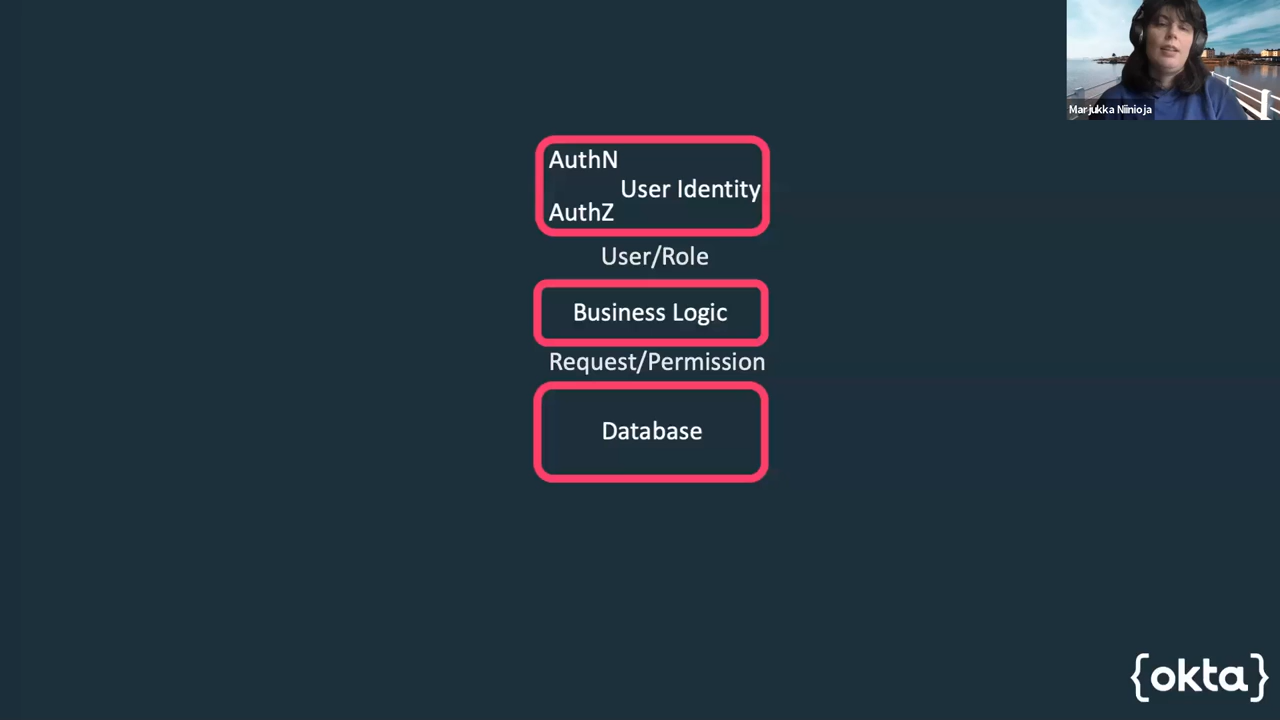 Marjukka Niinioja
AuthN
User Identity
AuthZ
User/Role
Business Logic
Request/Permission
Database
{okta}